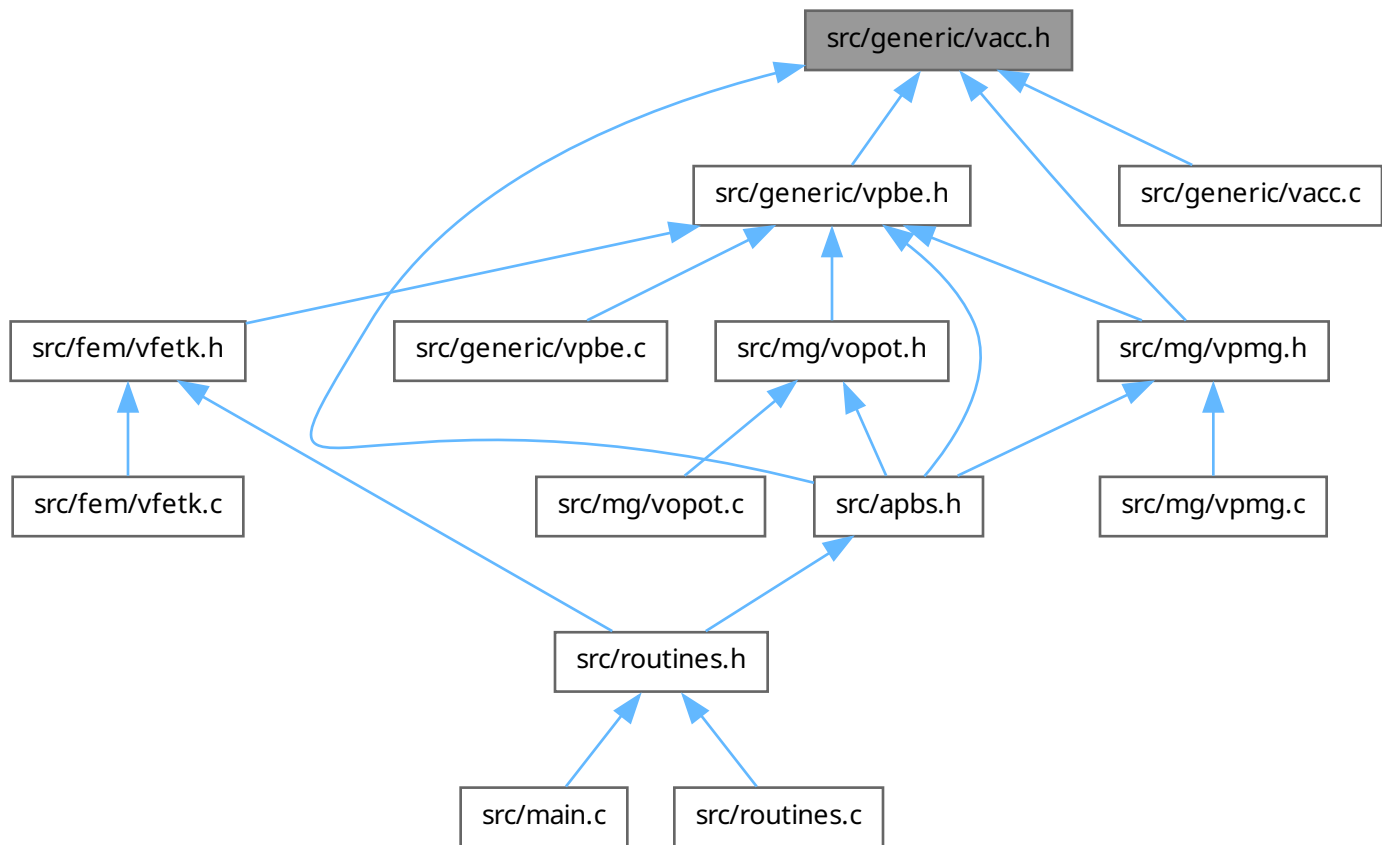 src/generic/vacc.h
src/generic/vpbe.h
src/generic/vacc.c
src/fem/vfetk.h
src/generic/vpbe.c
src/mg/vopot.h
src/mg/vpmg.h
src/fem/vfetk.c
src/mg/vopot.c
src/apbs.h
src/mg/vpmg.c
src/routines.h
src/main.c
src/routines.c